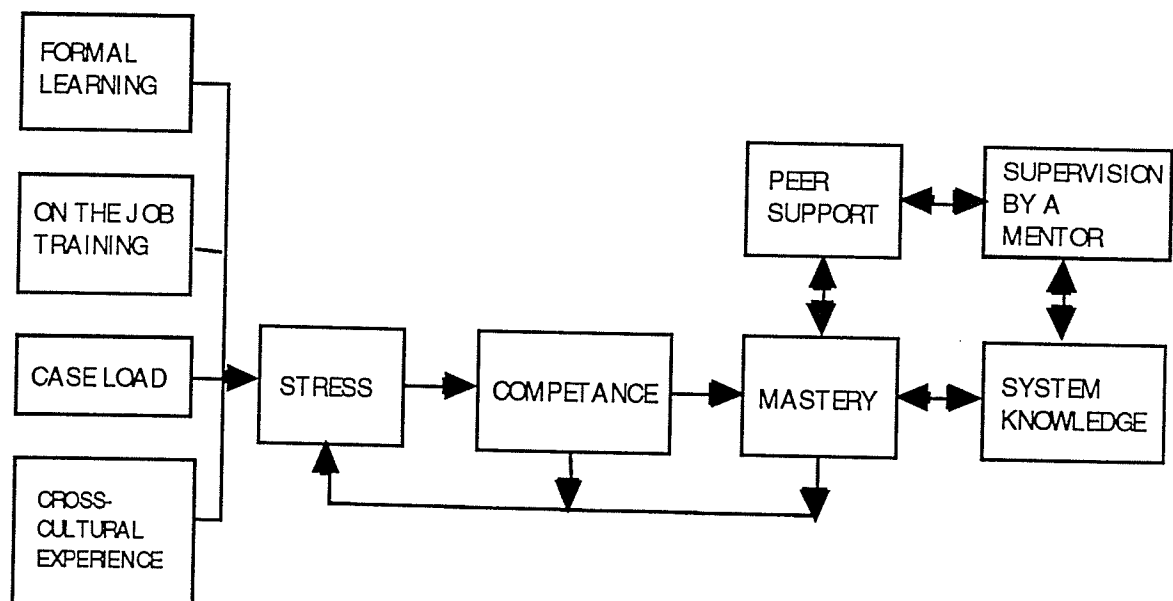 FORMAL
LEARNING
ON THE JOB
TRAINING
CASE LOAD
CROSS-
CULTURAL
EXPERIENCE
STRESS
COMPETANCE
MASTERY
PEER
SUPPORT
SUPERVISION
BY A
MENTOR
SYSTEM
KNOWLEDGE